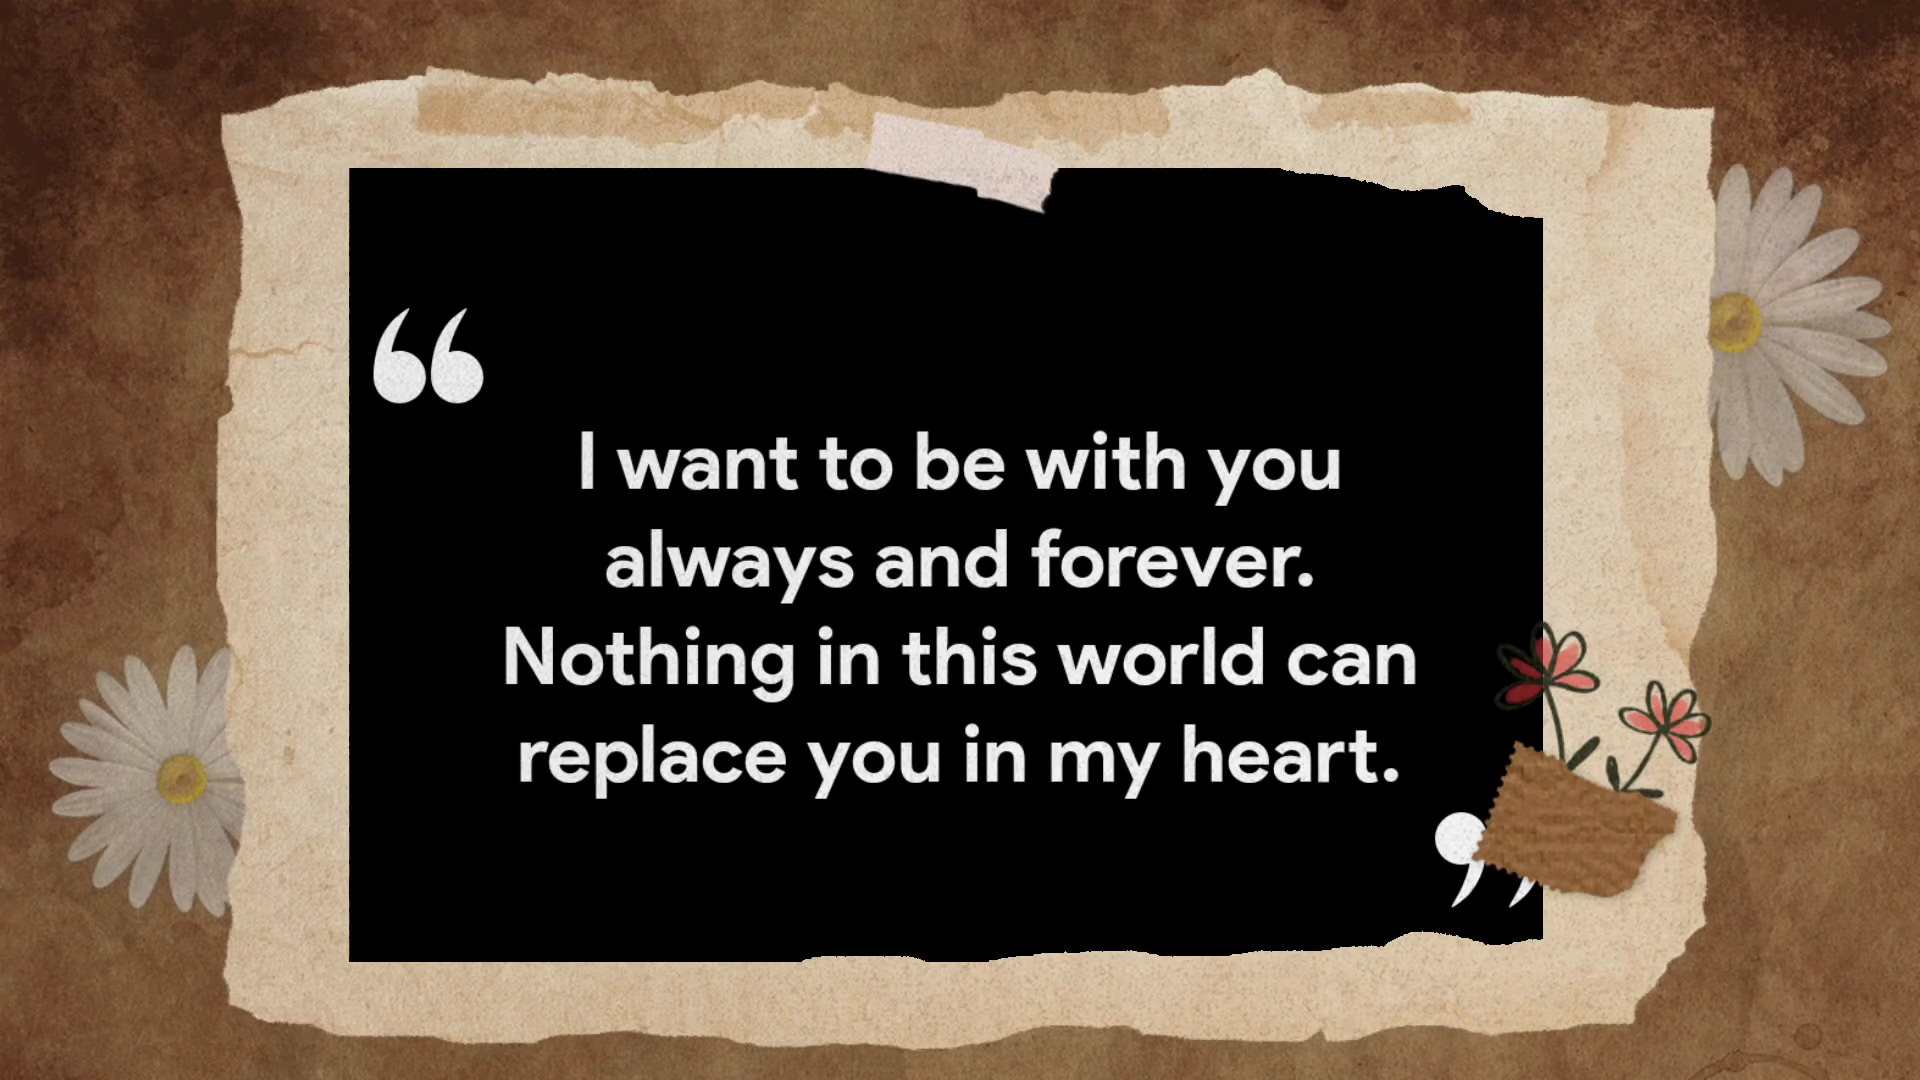 “
I want to be with you
always and forever.
Nothing in this world can
replace you in my heart.
”